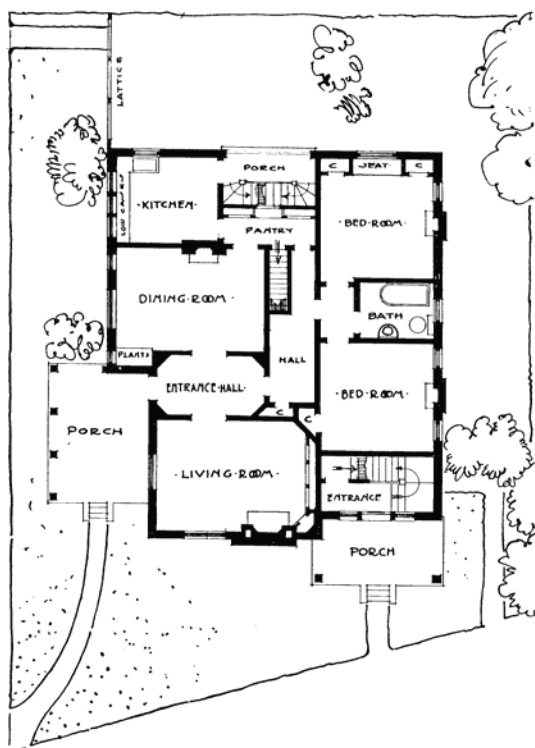 LATTICE
PORCH
C
SEAT
C
LOW CASES
KITCHEN
BED·ROOM
PANTRY
DINING·ROOM
BATH
PLANTS
HALL
ENTRANCE·HALL
BED·ROOM
C
C
PORCH
LIVING·ROOM
ENTRANCE
PORCH